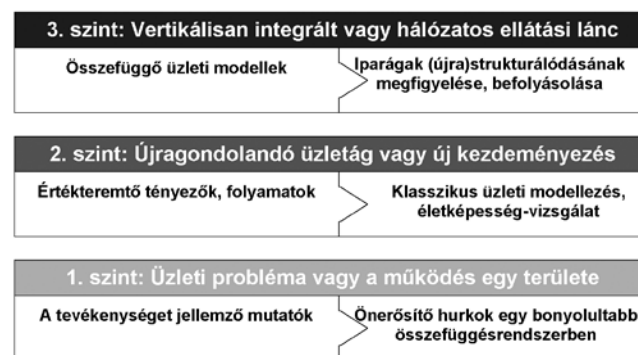 3. szint: Vertikálisan integrált vagy hálózatos ellátási lánc
Összefüggő üzleti modellek
Iparágak (újra)strukturálódásának
megfigyelése, befolyásolása
2. szint: Újragondolandó üzletág vagy új kezdeményezés
Értékteremtő tényezők, folyamatok
Klasszikus üzleti modellezés,
életképesség-vizsgálat
1. szint: Üzleti probléma vagy a működés egy területe
A tevékenységet jellemző mutatók
Önerősítő hurkok egy bonyolultabb
összefüggésrendszerben